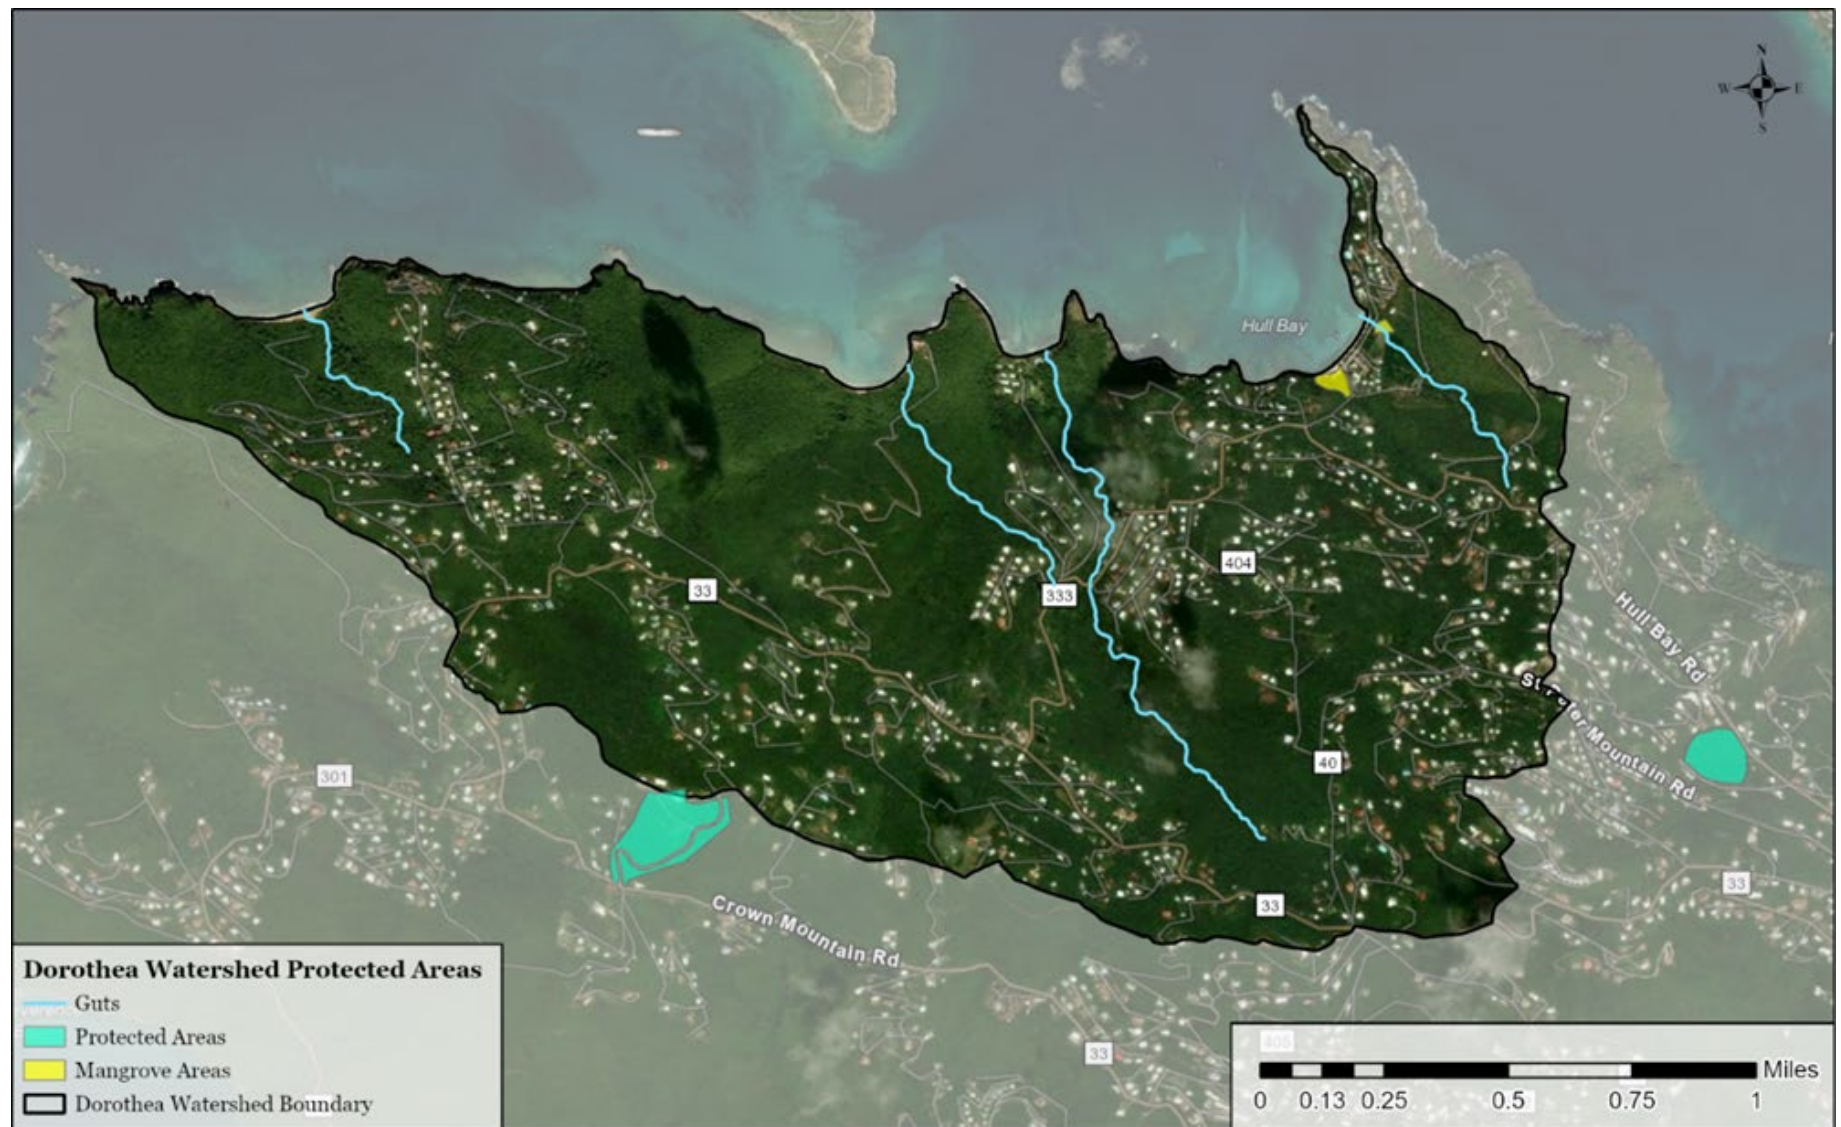 N
W E
S
Hull Bay
404
33
333
Hull Bay Rd
St Peter Mountain Rd
40
301
33
33
Crown Mountain Rd
33
Dorothea Watershed Protected Areas
Guts
Protected Areas
Mangrove Areas
Dorothea Watershed Boundary
405
Miles
0 0.13 0.25 0.5 0.75 1